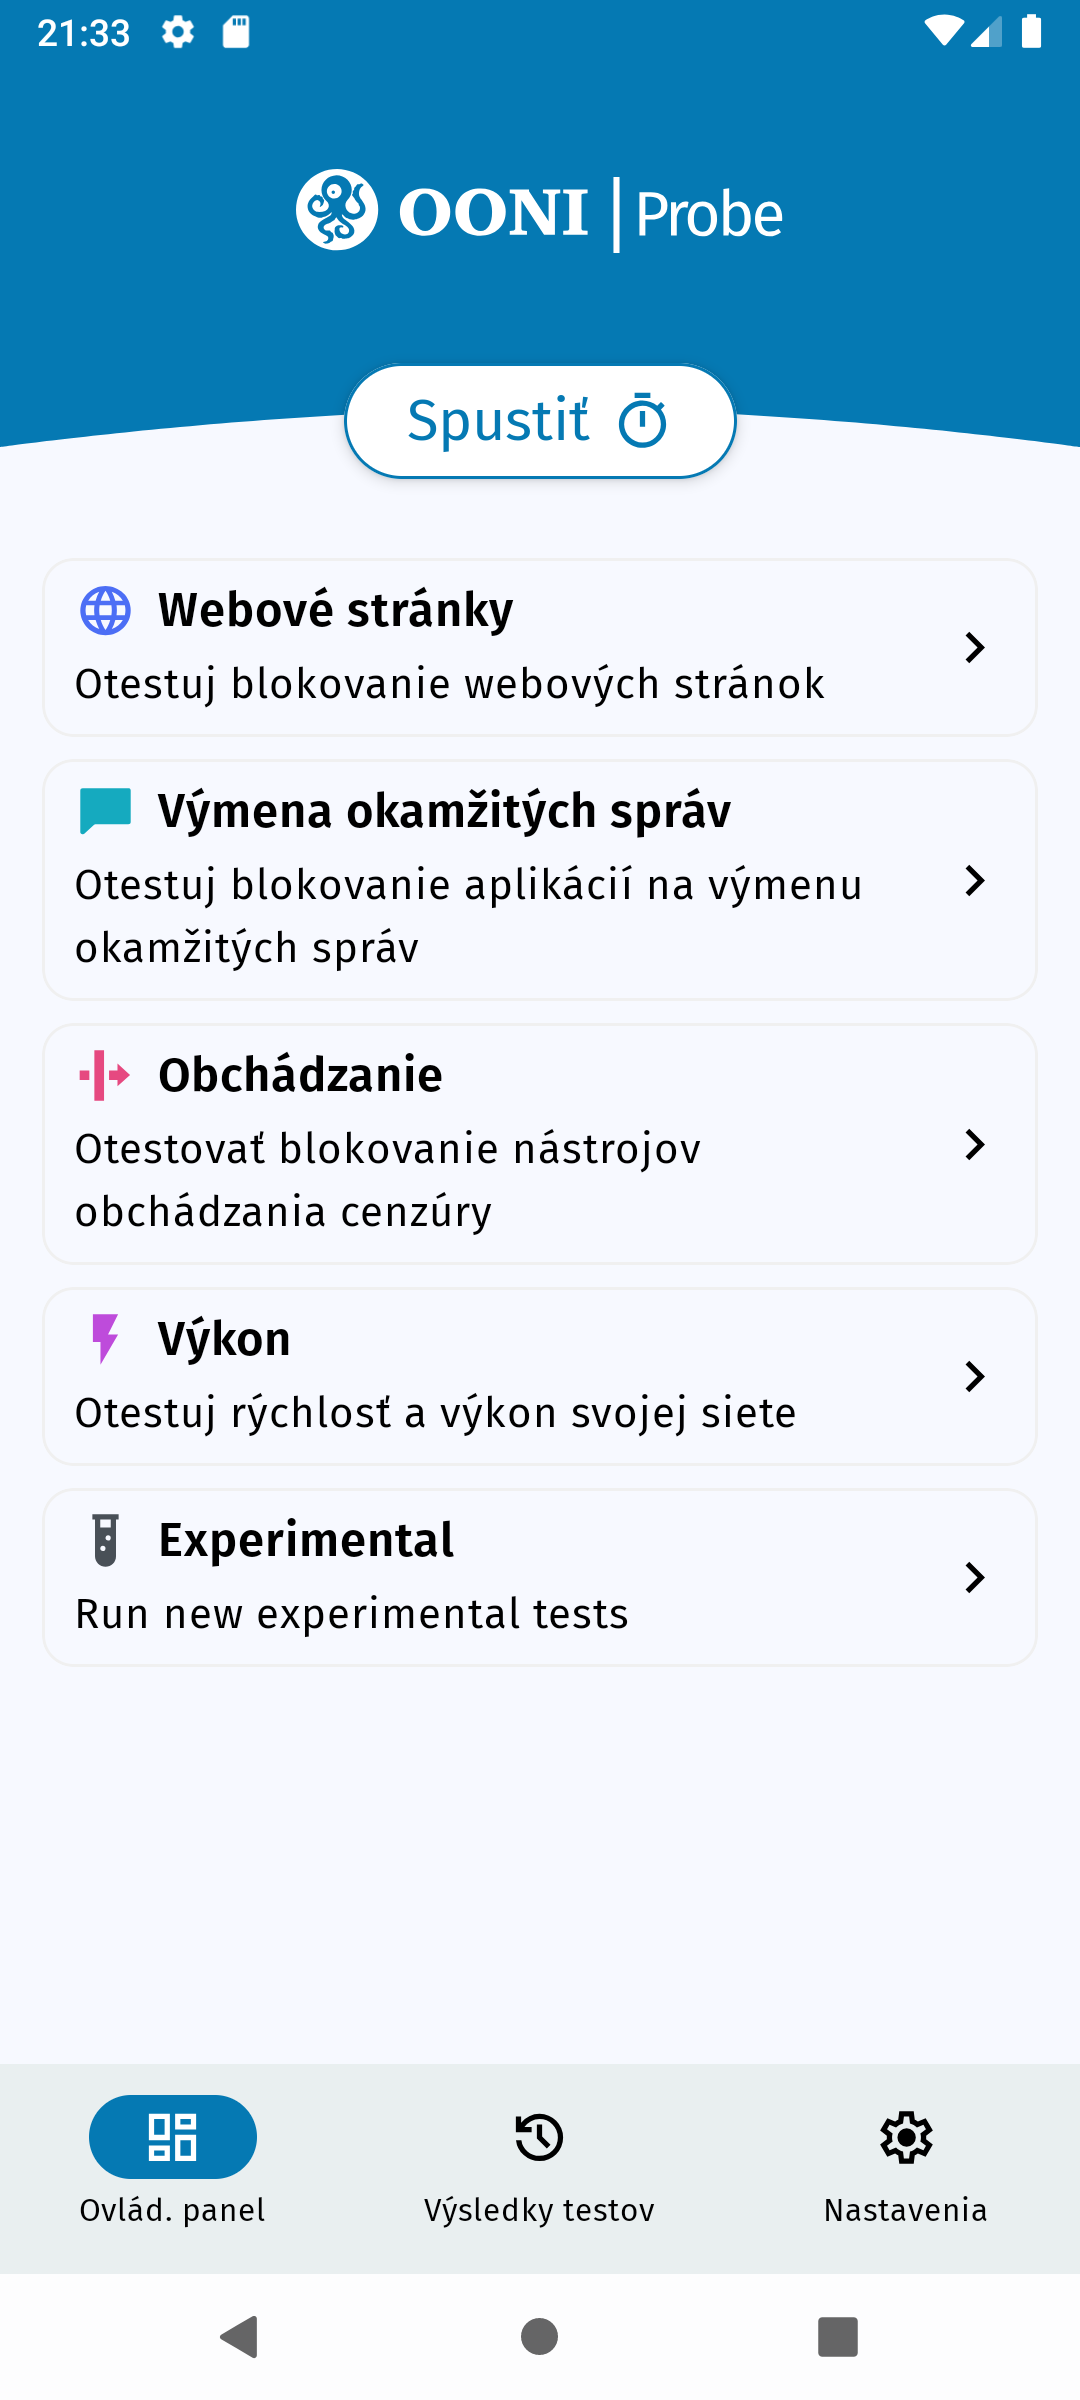 21:33
OONI | Probe
Spustiť
Webové stránky
Otestuj blokovanie webových stránok
Výmena okamžitých správ
Otestuj blokovanie aplikácií na výmenu
okamžitých správ
Obchádzanie
Otestovať blokovanie nástrojov
obchádzania cenzúry
Výkon
Otestuj rýchlosť a výkon svojej siete
Experimental
Run new experimental tests
Ovlád. panel
Výsledky testov
Nastavenia